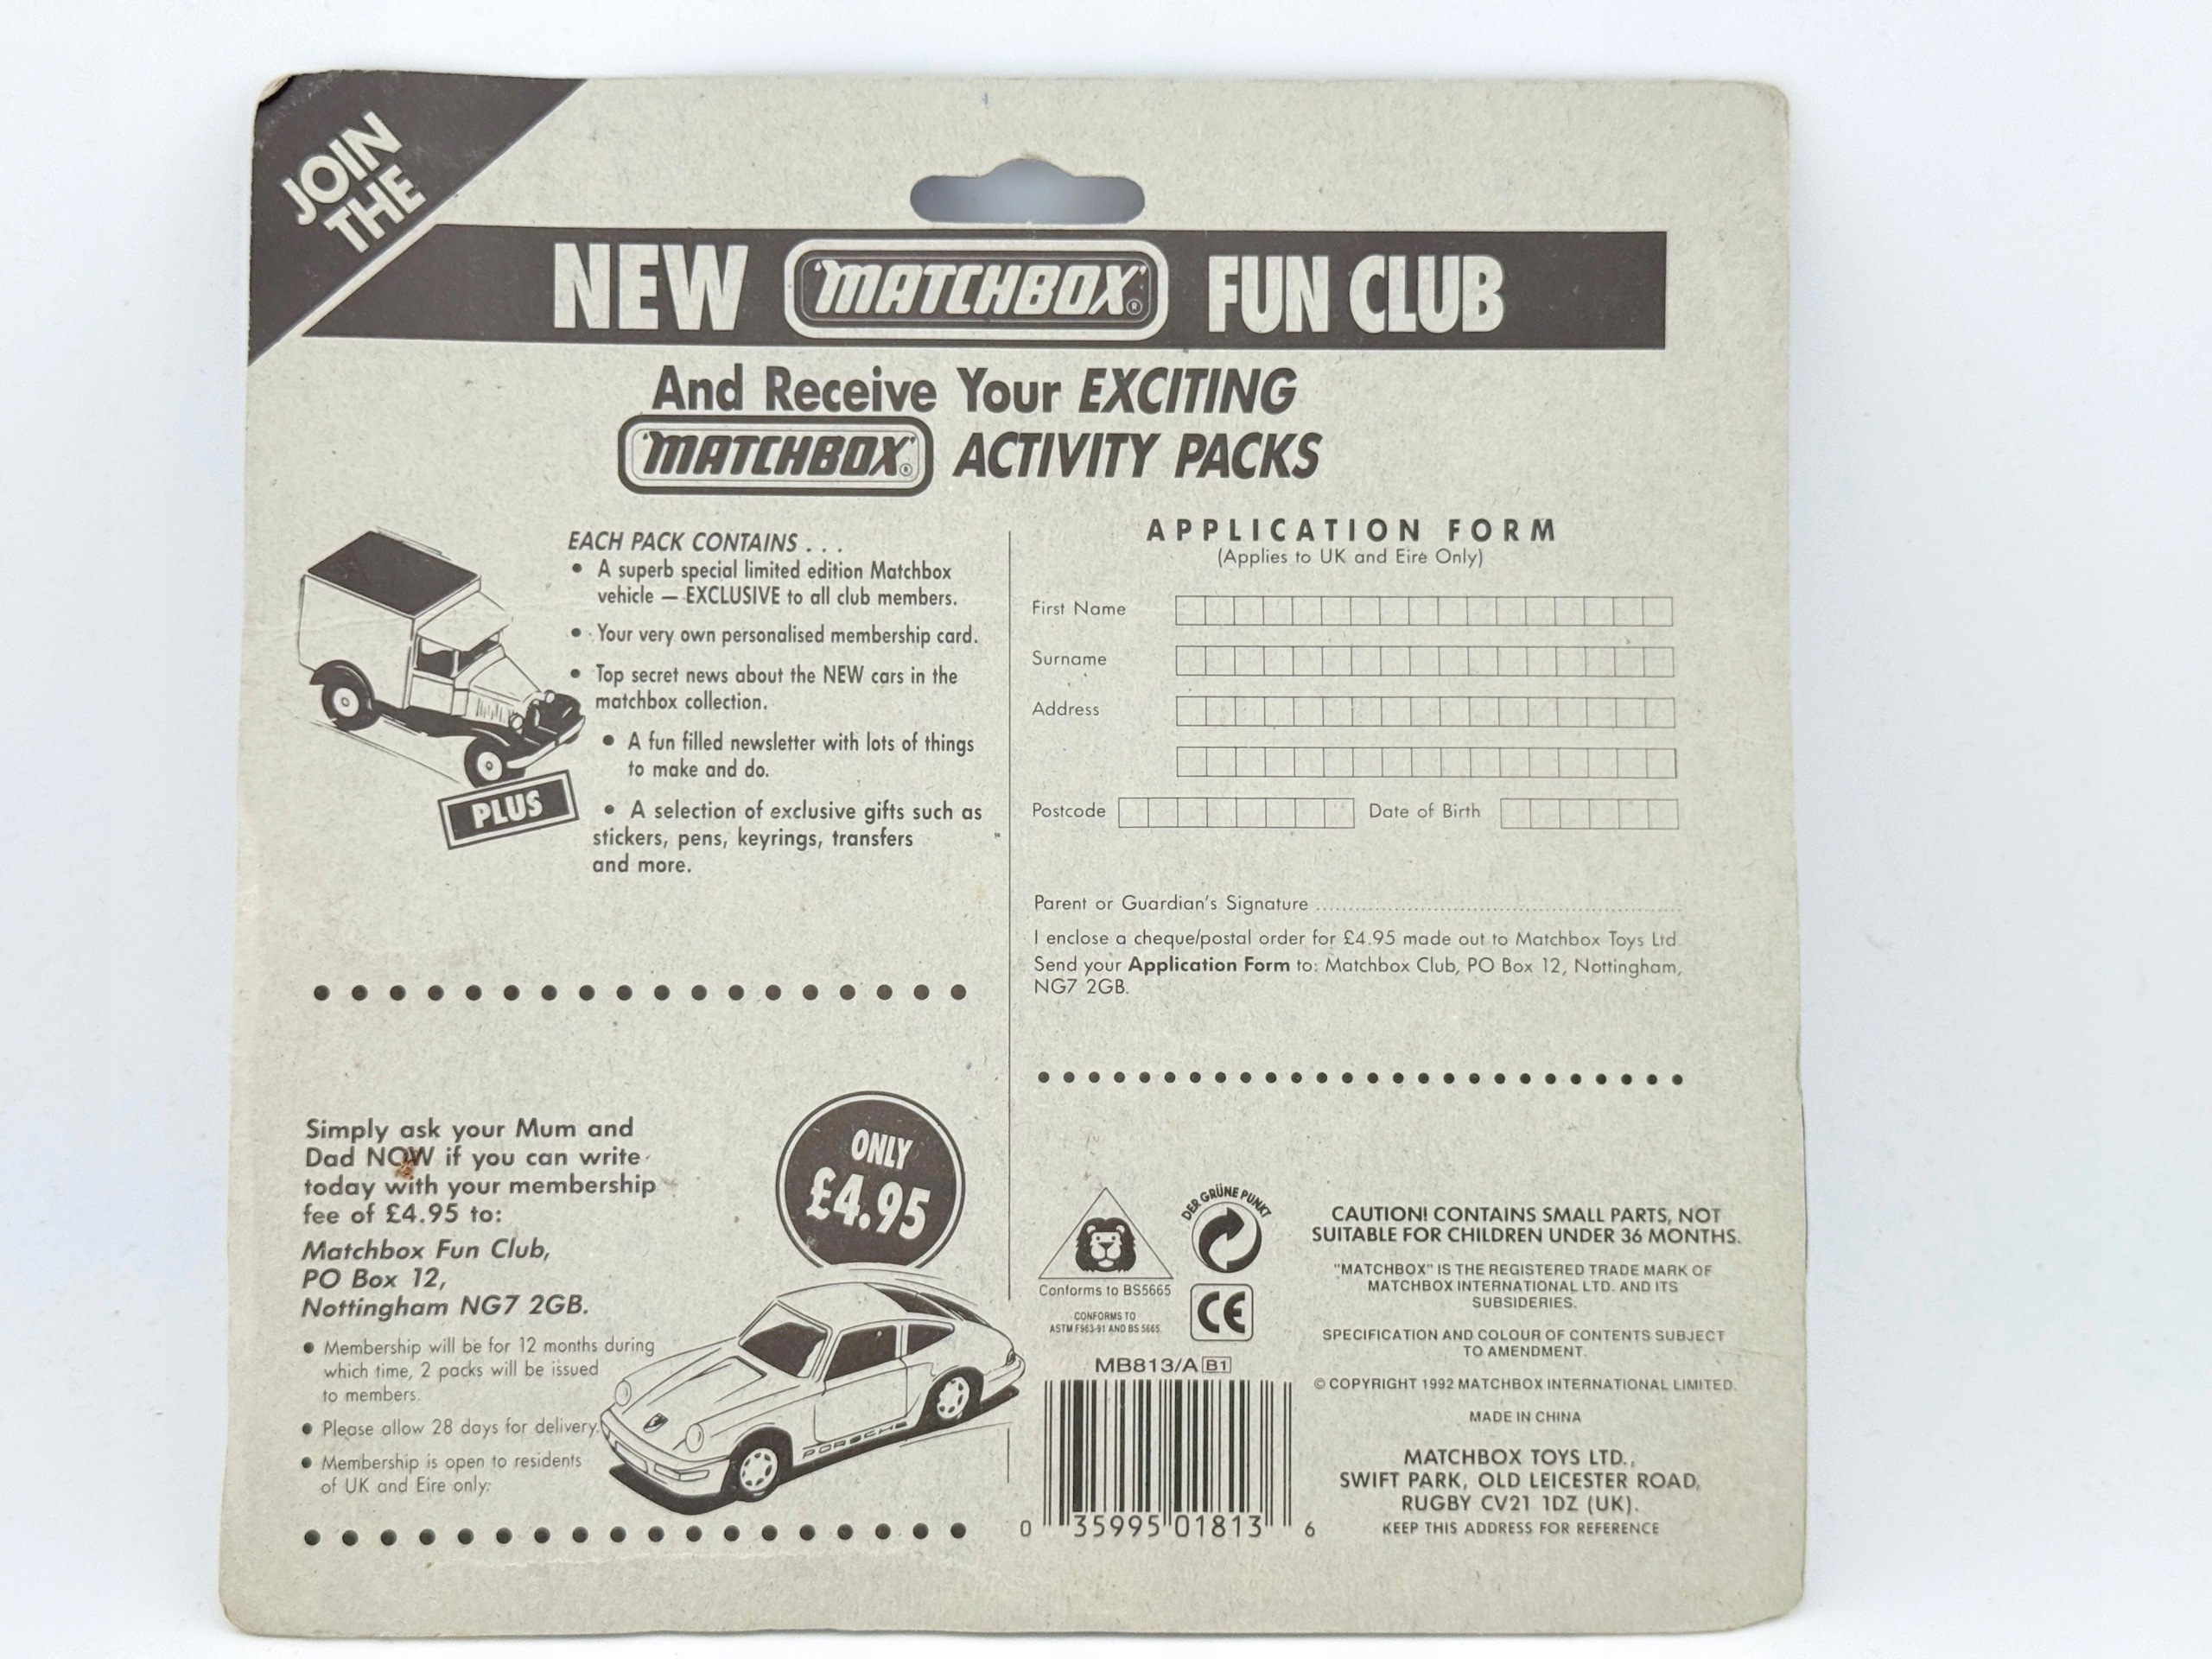 JOIN
THE
NEW MATCHBOX® FUN CLUB
And Receive Your EXCITING
MATCHBOX® ACTIVITY PACKS
EACH PACK CONTAINS . . .
• A superb special limited edition Matchbox
vehicle — EXCLUSIVE to all club members.
• Your very own personalised membership card.
• Top secret news about the NEW cars in the
matchbox collection.
• A fun filled newsletter with lots of things
to make and do.
PLUS
• A selection of exclusive gifts such as
stickers, pens, keyrings, transfers
and more.
Simply ask your Mum and
Dad NOW if you can write
today with your membership
fee of £4.95 to:
Matchbox Fun Club,
PO Box 12,
Nottingham NG7 2GB.
ONLY
£4.95
• Membership will be for 12 months during
which time, 2 packs will be issued
to members.
• Please allow 28 days for delivery.
• Membership is open to residents
of UK and Eire only.
PORSCHE
APPLICATION FORM
(Applies to UK and Eire Only)
First Name
Surname
Address
Postcode Date of Birth
Parent or Guardian's Signature
I enclose a cheque/postal order for £4.95 made out to Matchbox Toys Ltd.
Send your Application Form to: Matchbox Club, PO Box 12, Nottingham,
NG7 2GB.
Conforms to BS5665
CONFORMS TO
ASTM F963-91 AND BS 5665.
DER GRÜNE PUNKT
CE
MB813/A B1
0 35995 01813 6
CAUTION! CONTAINS SMALL PARTS, NOT
SUITABLE FOR CHILDREN UNDER 36 MONTHS.
"MATCHBOX" IS THE REGISTERED TRADE MARK OF
MATCHBOX INTERNATIONAL LTD. AND ITS
SUBSIDERIES.
SPECIFICATION AND COLOUR OF CONTENTS SUBJECT
TO AMENDMENT.
© COPYRIGHT 1992 MATCHBOX INTERNATIONAL LIMITED.
MADE IN CHINA
MATCHBOX TOYS LTD.,
SWIFT PARK, OLD LEICESTER ROAD,
RUGBY CV21 1DZ (UK).
KEEP THIS ADDRESS FOR REFERENCE